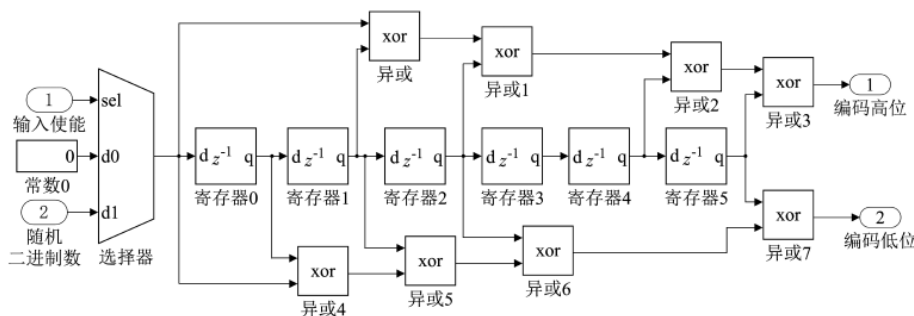 xor
异或
xor
异或1
xor
异或2
xor
异或3
1
编码高位
1
输入使能
sel
0
常数0
d0
2
随机
二进制数
d1
选择器
d z⁻¹ q
寄存器0
d z⁻¹ q
寄存器1
d z⁻¹ q
寄存器2
d z⁻¹ q
寄存器3
d z⁻¹ q
寄存器4
d z⁻¹ q
寄存器5
xor
异或4
xor
异或5
xor
异或6
xor
异或7
2
编码低位